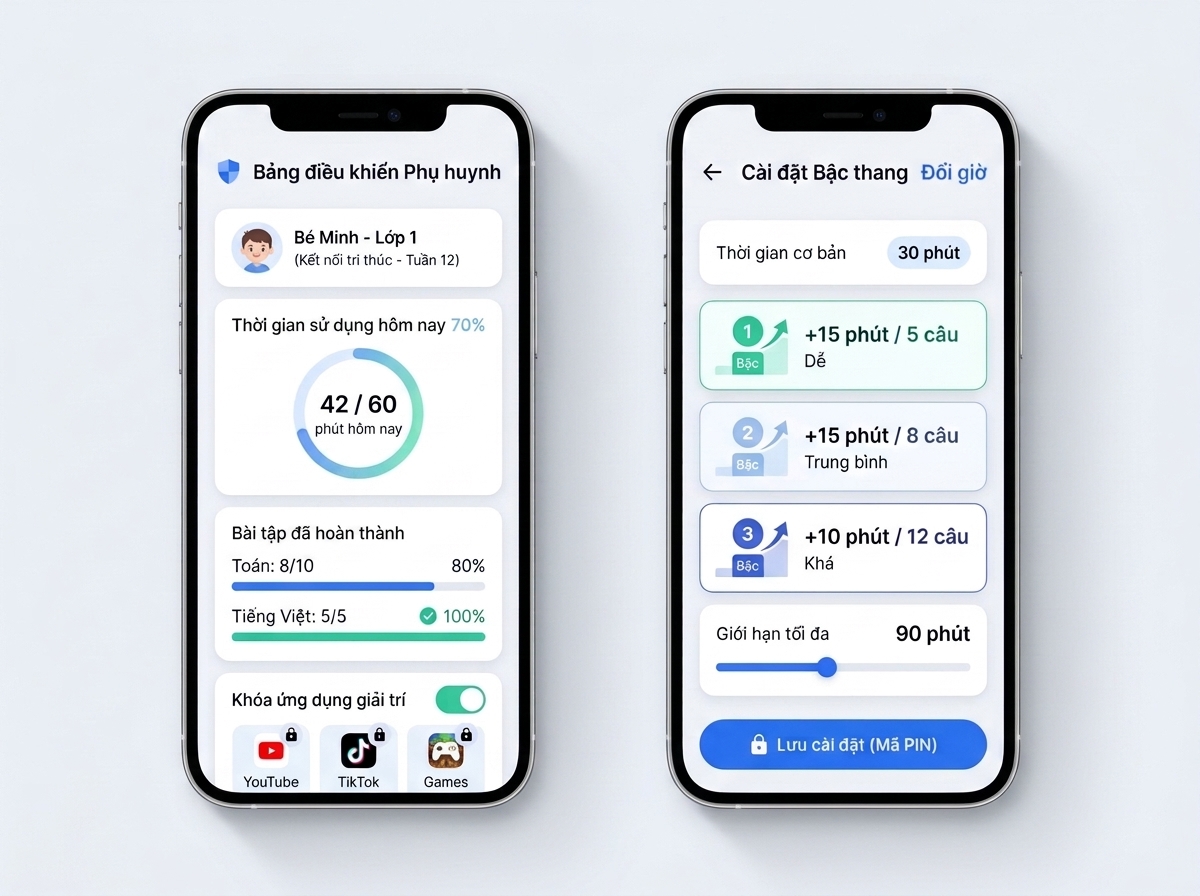 Bảng điều khiến Phụ huynh
Bé Minh - Lớp 1
(Kết nối tri thức - Tuần 12)
Thời gian sử dụng hôm nay 70%
42 / 60
phút hôm nay
Bài tập đã hoàn thành
Toán: 8/10 80%
Tiếng Việt: 5/5 100%
Khóa ứng dụng giải trí
YouTube TikTok Games
Cài đặt Bậc thang Đổi giờ
Thời gian cơ bản 30 phút
1
Bậc
+15 phút / 5 câu
Dễ
2
Bậc
+15 phút / 8 câu
Trung bình
3
Bậc
+10 phút / 12 câu
Khá
Giới hạn tối đa 90 phút
Lưu cài đặt (Mã PIN)